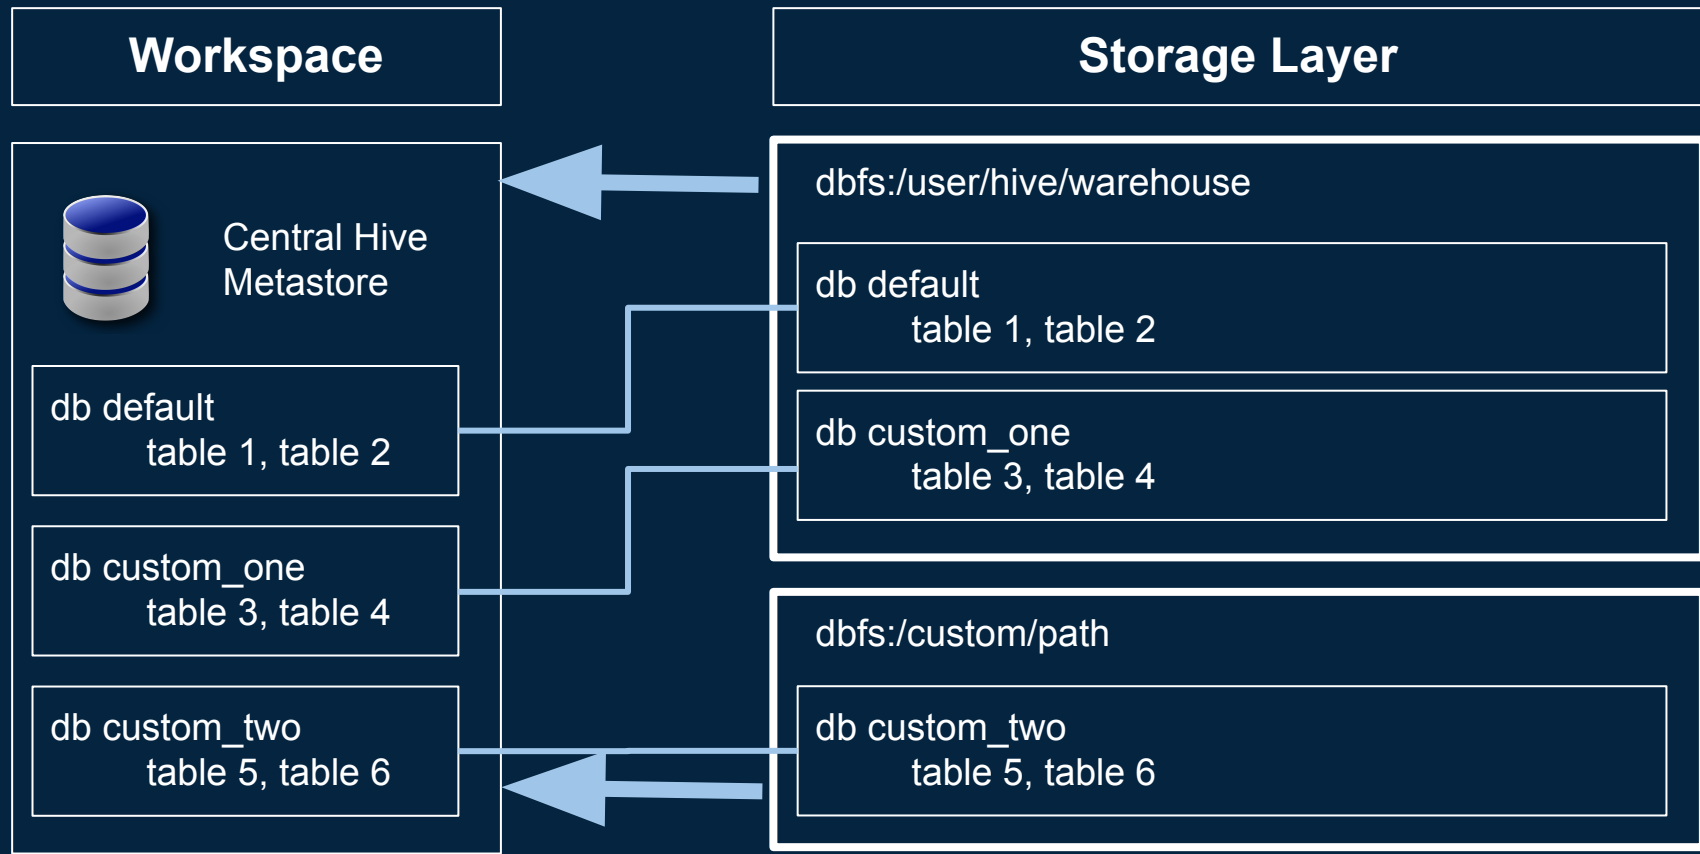 Workspace
Storage Layer
Central Hive
Metastore
db default
table 1, table 2
db custom_one
table 3, table 4
db custom_two
table 5, table 6
dbfs:/user/hive/warehouse
db default
table 1, table 2
db custom_one
table 3, table 4
dbfs:/custom/path
db custom_two
table 5, table 6